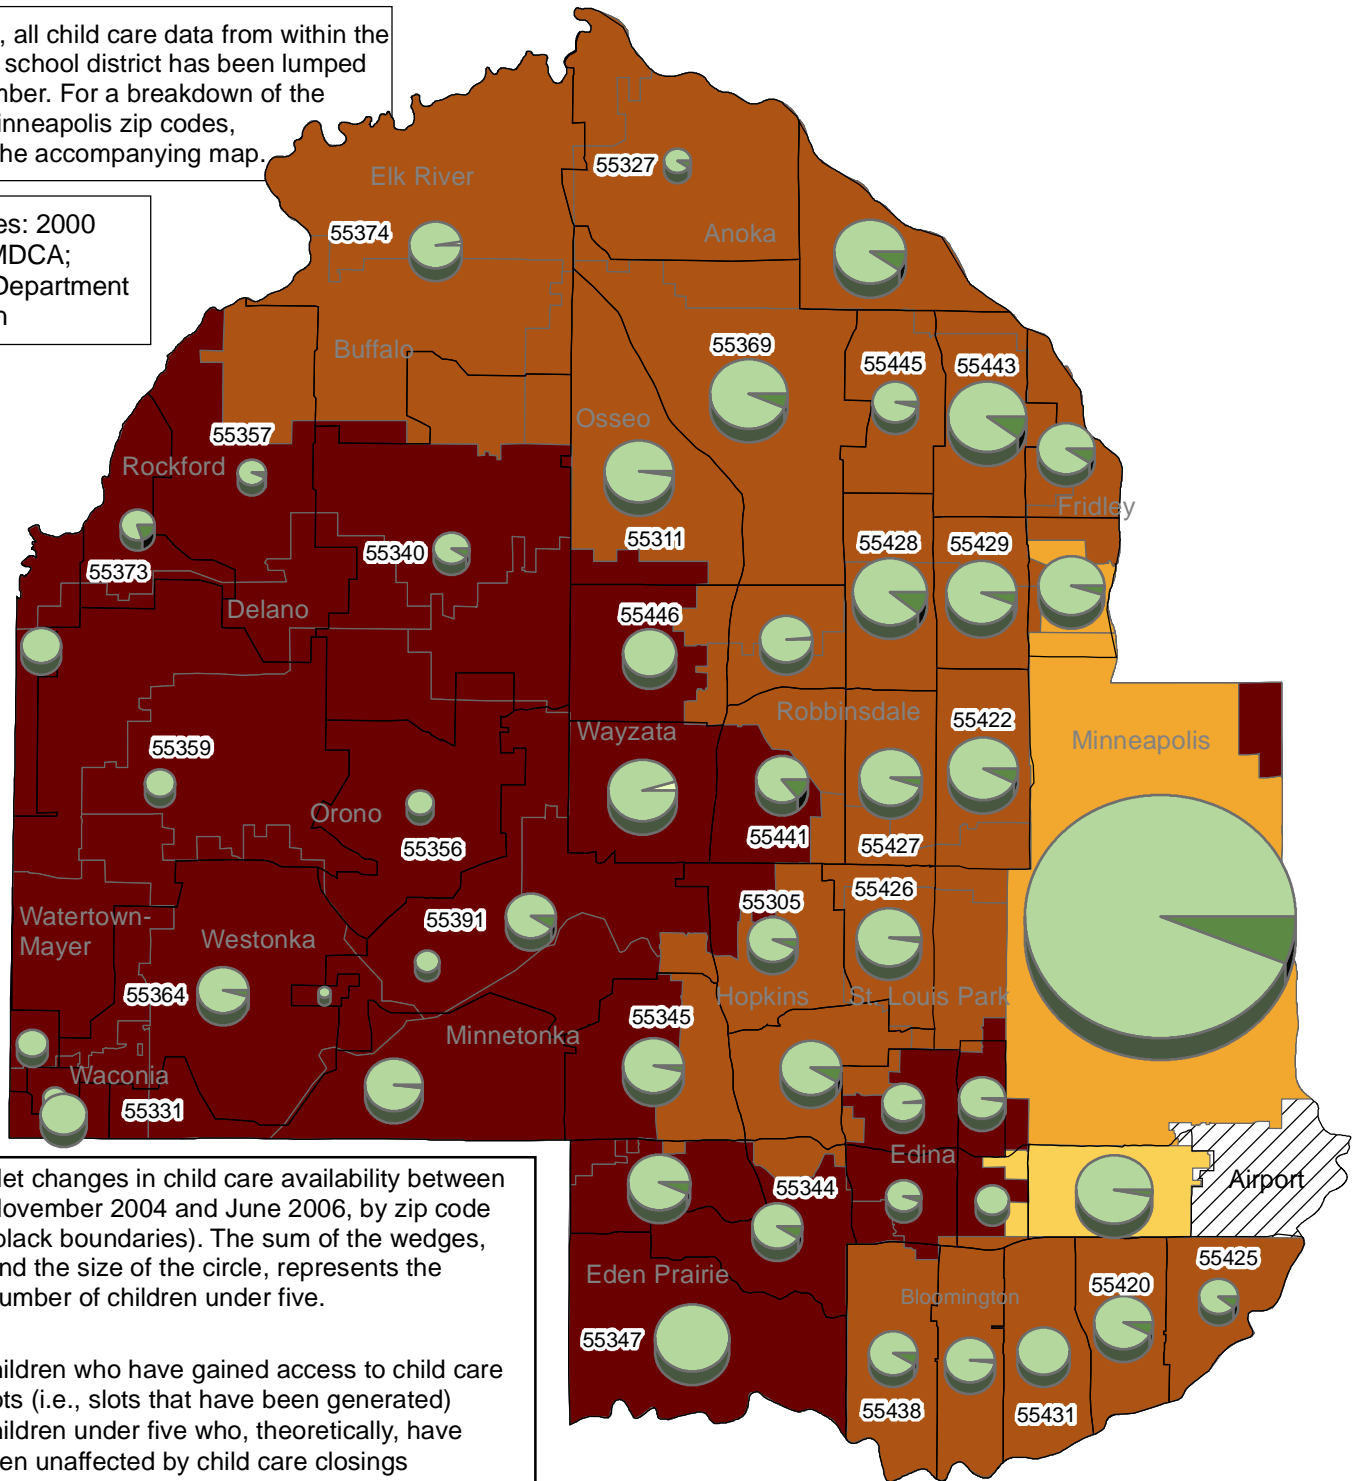 , all child care data from within the
school district has been lumped
mber. For a breakdown of the
inneapolis zip codes,
he accompanying map.
es: 2000
MDCA;
Department
n
55327
Elk River
55374
Anoka
Buffalo
55369
55445
55443
Osseo
55357
Rockford
Fridley
55311
55340
55428
55429
55373
Delano
55446
Robbinsdale
55422
Wayzata
Minneapolis
55359
Orono
55356
55441
55427
55426
55305
55391
Watertown-
Mayer
Westonka
55364
Hopkins
St. Louis Park
55345
Minnetonka
Waconia
55331
Edina
Airport
55344
Eden Prairie
55425
55420
Bloomington
55347
55438
55431
Net changes in child care availability between
November 2004 and June 2006, by zip code
black boundaries). The sum of the wedges,
nd the size of the circle, represents the
number of children under five.
hildren who have gained access to child care
ots (i.e., slots that have been generated)
hildren under five who, theoretically, have
en unaffected by child care closings